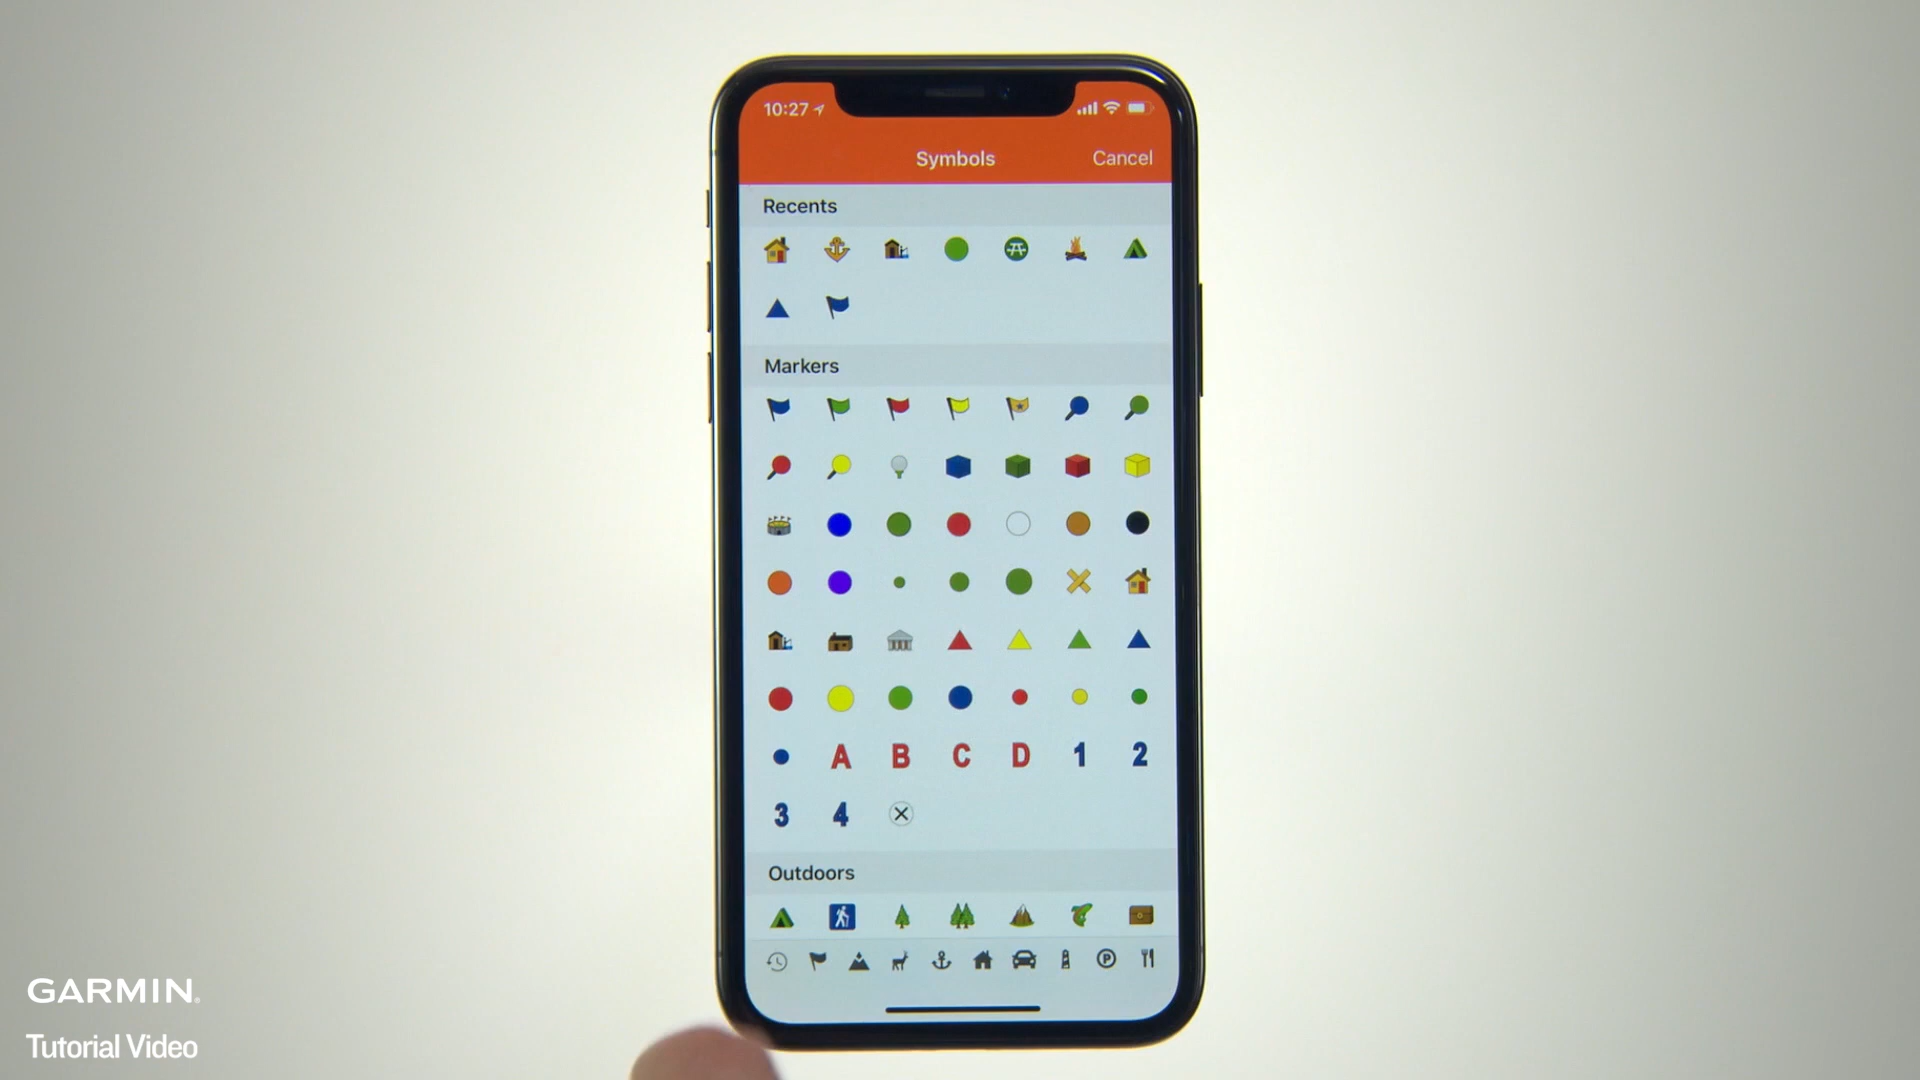 10:27
Symbols
Cancel
Recents
Markers
A B C D 1 2
3 4
Outdoors
P
GARMIN.
Tutorial Video